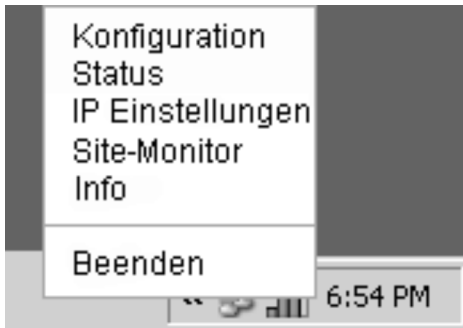 Konfiguration
Status
IP Einstellungen
Site-Monitor
Info
Beenden
6:54 PM